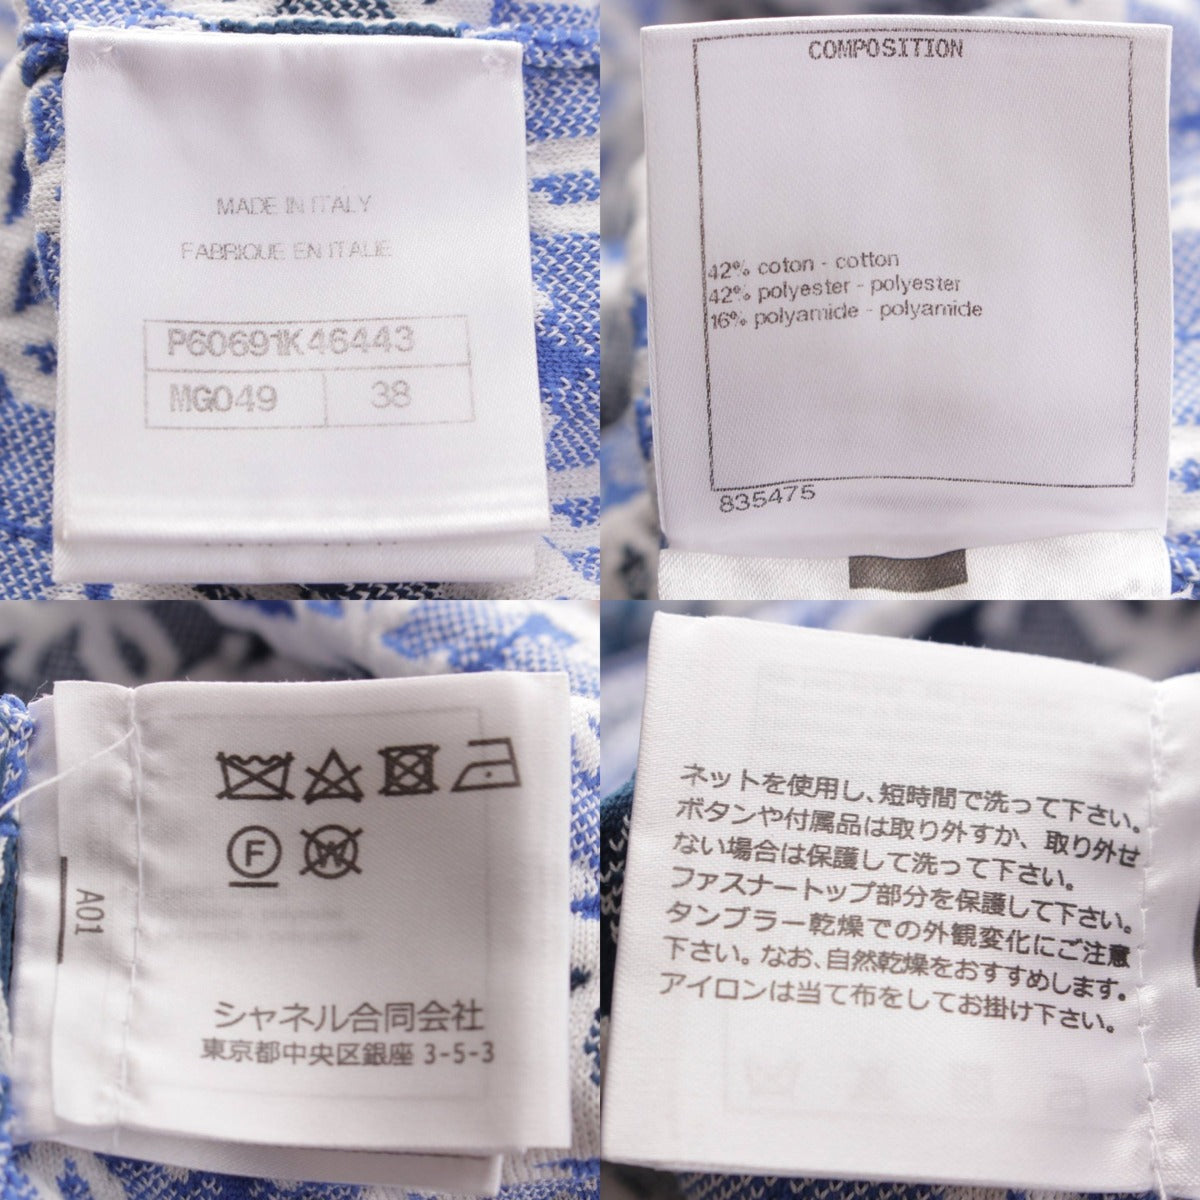 MADE IN ITALY
FABRIQUE EN ITALIE
P60691K46443
MG049 38
COMPOSITION
42% coton - cotton
42% polyester - polyester
16% polyamide - polyamide
835475
F W
A01
シャネル合同会社
東京都中央区銀座 3-5-3
ネットを使用し、短時間で洗って下さい。
ボタンや付属品は取り外すか、取り外せ
ない場合は保護して洗って下さい。
ファスナートップ部分を保護して下さい。
タンブラー乾燥での外観変化にご注意
下さい。なお、自然乾燥をおすすめします。
アイロンは当て布をしてお掛け下さい。